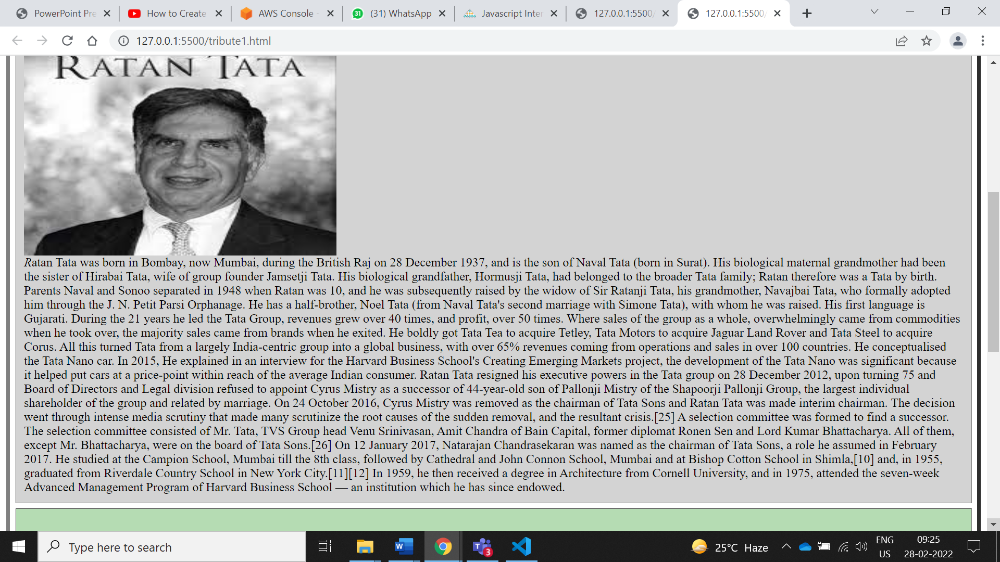 PowerPoint Pre
How to Create
AWS Console -
(31) WhatsApp
Javascript Inter
127.0.0.1:5500/
127.0.0.1:5500/
127.0.0.1:5500/tribute1.html
RATAN TATA
Ratan Tata was born in Bombay, now Mumbai, during the British Raj on 28 December 1937, and is the son of Naval Tata (born in Surat). His biological maternal grandmother had been
the sister of Hirabai Tata, wife of group founder Jamsetji Tata. His biological grandfather, Hormusji Tata, had belonged to the broader Tata family; Ratan therefore was a Tata by birth.
Parents Naval and Sonoo separated in 1948 when Ratan was 10, and he was subsequently raised by the widow of Sir Ratanji Tata, his grandmother, Navajbai Tata, who formally adopted
him through the J. N. Petit Parsi Orphanage. He has a half-brother, Noel Tata (from Naval Tata's second marriage with Simone Tata), with whom he was raised. His first language is
Gujarati. During the 21 years he led the Tata Group, revenues grew over 40 times, and profit, over 50 times. Where sales of the group as a whole, overwhelmingly came from commodities
when he took over, the majority sales came from brands when he exited. He boldly got Tata Tea to acquire Tetley, Tata Motors to acquire Jaguar Land Rover and Tata Steel to acquire
Corus. All this turned Tata from a largely India-centric group into a global business, with over 65% revenues coming from operations and sales in over 100 countries. He conceptualised
the Tata Nano car. In 2015, He explained in an interview for the Harvard Business School's Creating Emerging Markets project, the development of the Tata Nano was significant because
it helped put cars at a price-point within reach of the average Indian consumer. Ratan Tata resigned his executive powers in the Tata group on 28 December 2012, upon turning 75 and
Board of Directors and Legal division refused to appoint Cyrus Mistry as a successor of 44-year-old son of Pallonji Mistry of the Shapoorji Pallonji Group, the largest individual
shareholder of the group and related by marriage. On 24 October 2016, Cyrus Mistry was removed as the chairman of Tata Sons and Ratan Tata was made interim chairman. The decision
went through intense media scrutiny that made many scrutinize the root causes of the sudden removal, and the resultant crisis.[25] A selection committee was formed to find a successor.
The selection committee consisted of Mr. Tata, TVS Group head Venu Srinivasan, Amit Chandra of Bain Capital, former diplomat Ronen Sen and Lord Kumar Bhattacharya. All of them,
except Mr. Bhattacharya, were on the board of Tata Sons.[26] On 12 January 2017, Natarajan Chandrasekaran was named as the chairman of Tata Sons, a role he assumed in February
2017. He studied at the Campion School, Mumbai till the 8th class, followed by Cathedral and John Connon School, Mumbai and at Bishop Cotton School in Shimla,[10] and, in 1955,
graduated from Riverdale Country School in New York City.[11][12] In 1959, he then received a degree in Architecture from Cornell University, and in 1975, attended the seven-week
Advanced Management Program of Harvard Business School — an institution which he has since endowed.
Type here to search
25°C Haze
ENG
US
09:25
28-02-2022